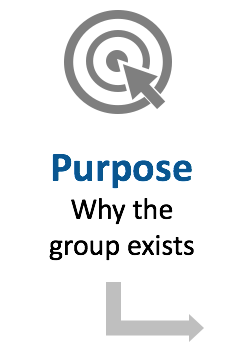 Purpose
Why the
group exists